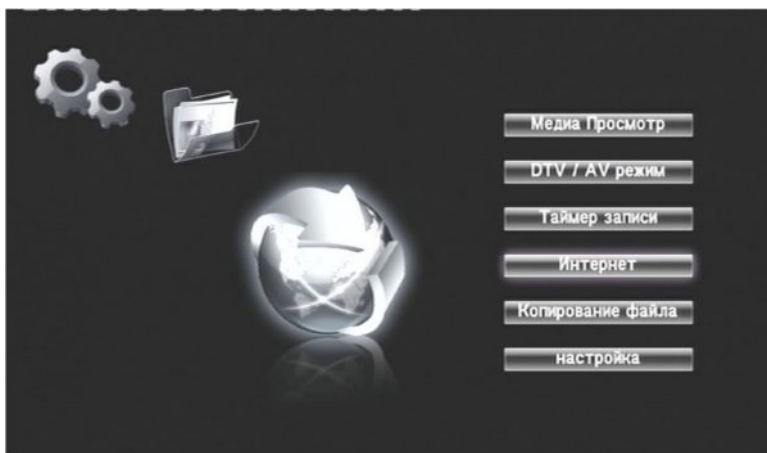 Медиа Просмотр
DTV / AV режим
Таймер записи
Интернет
Копирование файла
настройка